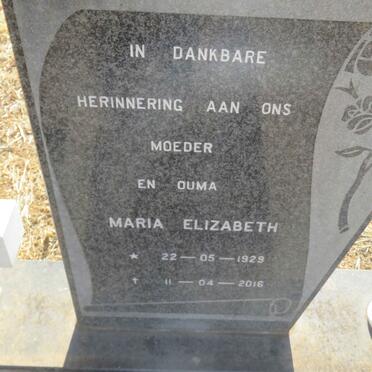 IN DANKBARE
HERINNERING AAN ONS
MOEDER
EN OUMA
MARIA ELIZABETH
★ 22 — 05 — 1929
✝ 11 — 04 — 2016